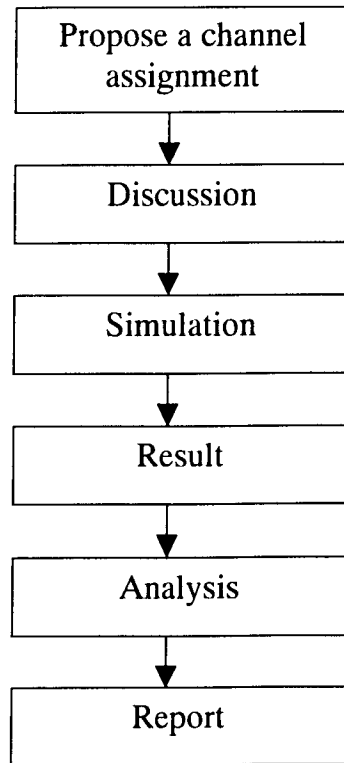 Propose a channel
assignment
Discussion
Simulation
Result
Analysis
Report